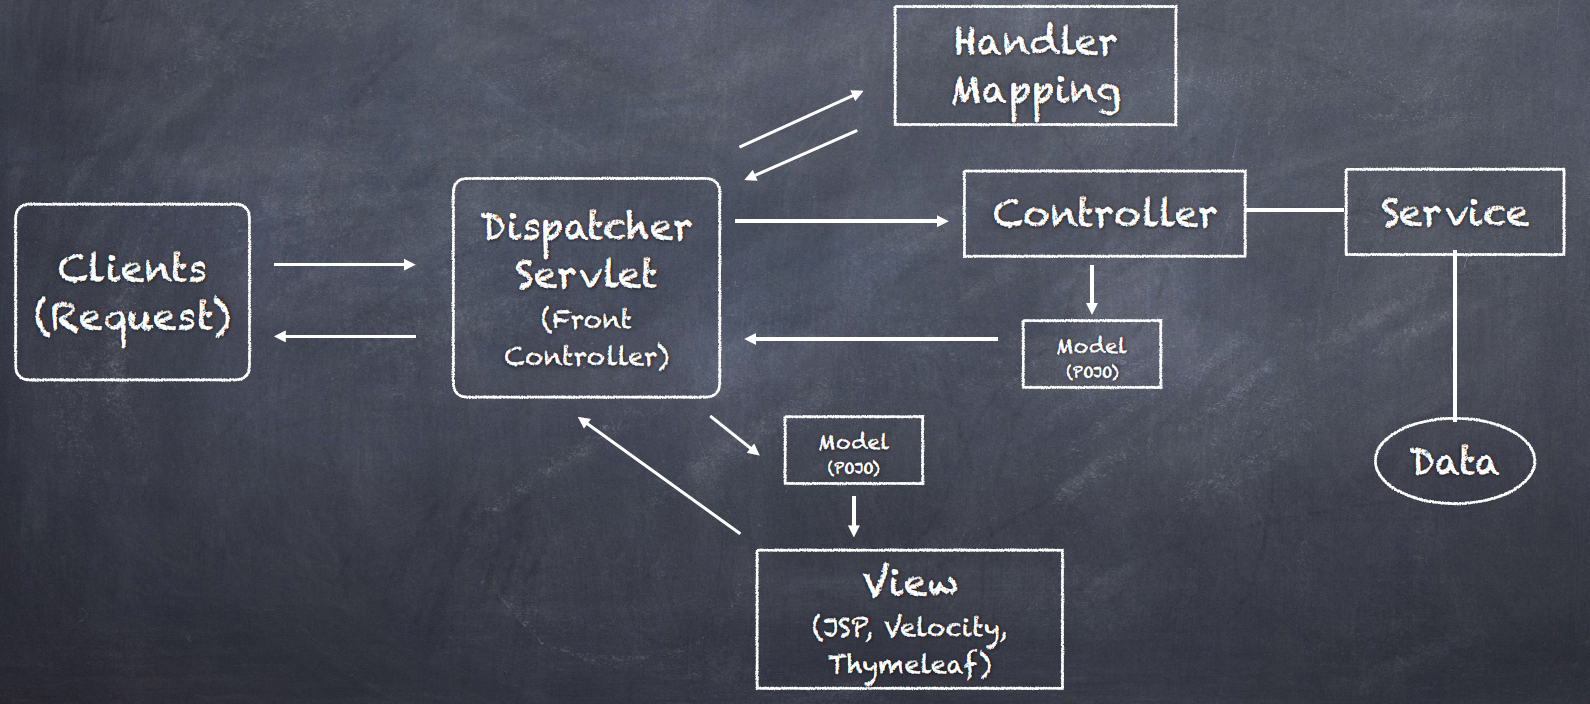 Handler
Mapping
Clients
(Request)
Dispatcher
Servlet
(Front
Controller)
Controller
Service
Model
(POJO)
Model
(POJO)
Data
View
(JSP, Velocity,
Thymeleaf)